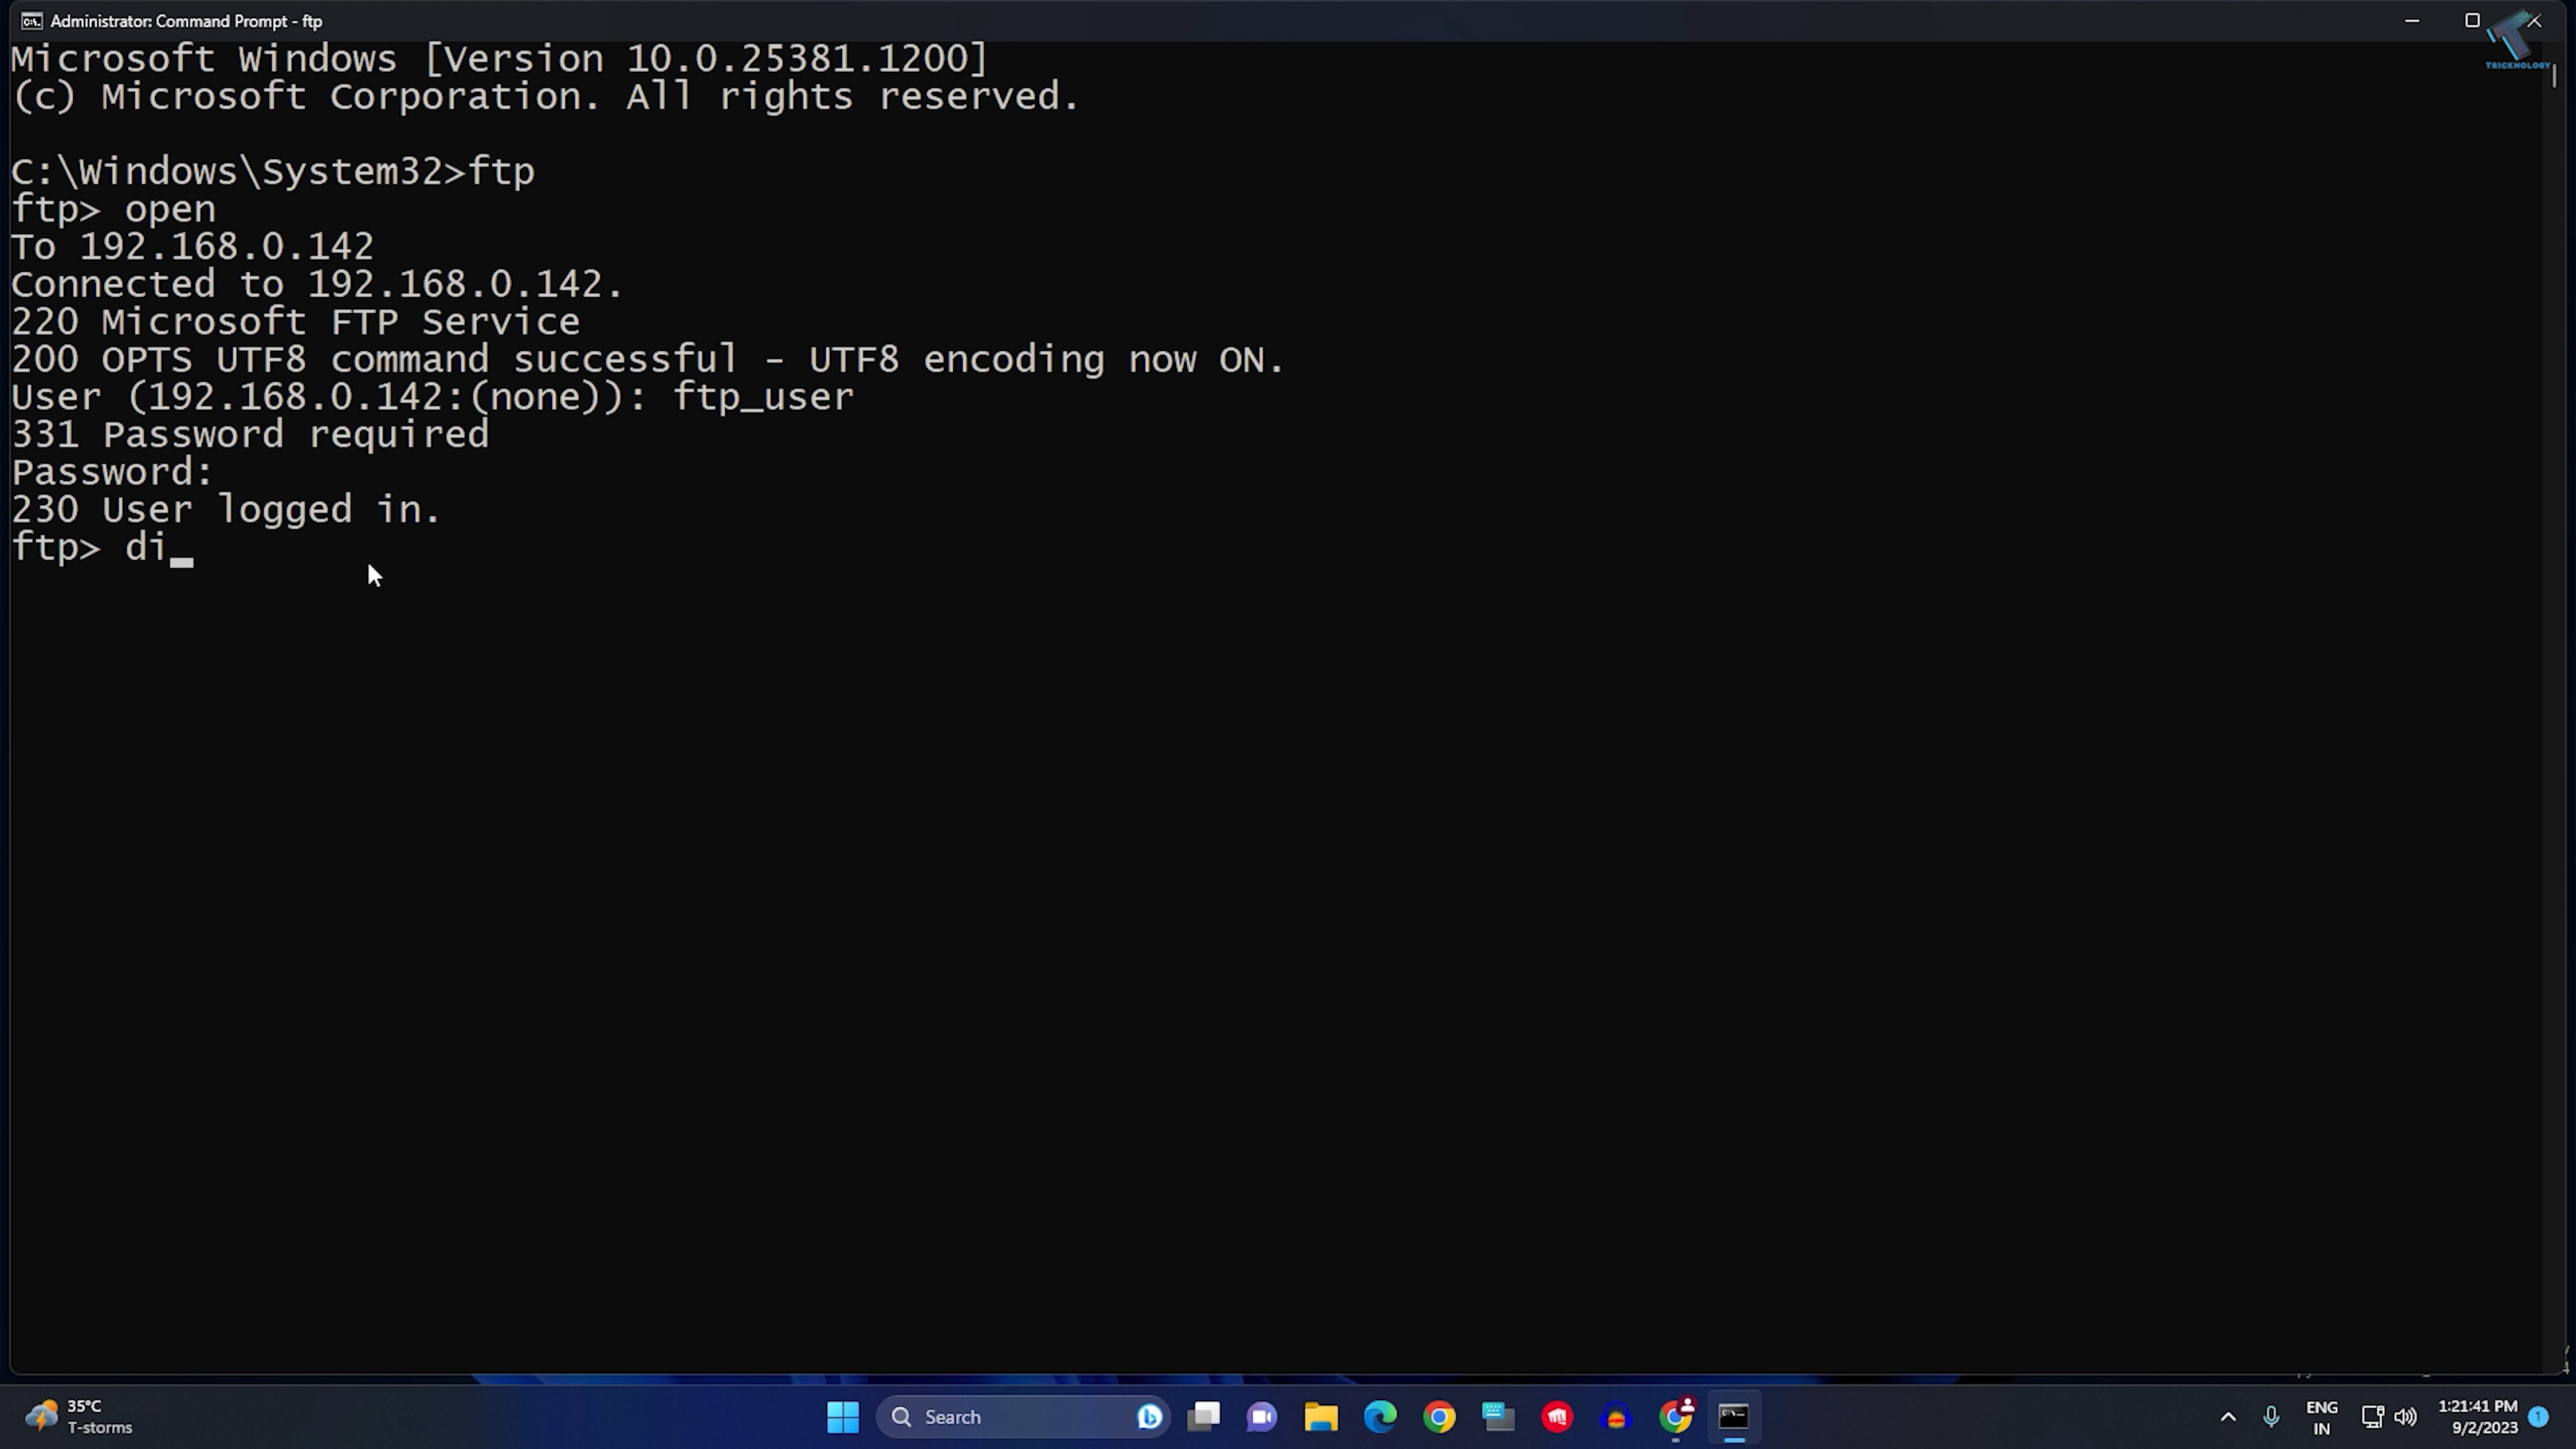 Administrator: Command Prompt - ftp
TRICKNOLOGY
Microsoft Windows [Version 10.0.25381.1200]
(c) Microsoft Corporation. All rights reserved.
C:\Windows\System32>ftp
ftp> open
To 192.168.0.142
Connected to 192.168.0.142.
220 Microsoft FTP Service
200 OPTS UTF8 command successful - UTF8 encoding now ON.
User (192.168.0.142:(none)): ftp_user
331 Password required
Password:
230 User logged in.
ftp> di_
35°C
T-storms
Search
ENG
IN
1:21:41 PM
9/2/2023
1